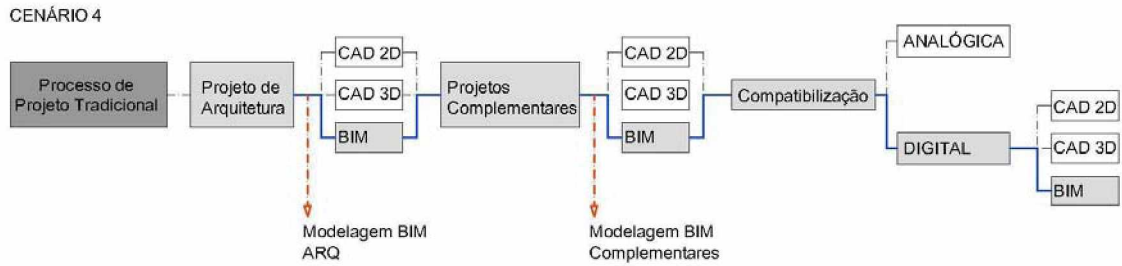 CENÁRIO 4
Processo de
Projeto Tradicional
Projeto de
Arquitetura
CAD 2D
CAD 3D
BIM
Modelagem BIM
ARQ
Projetos
Complementares
CAD 2D
CAD 3D
BIM
Modelagem BIM
Complementares
Compatibilização
ANALÓGICA
DIGITAL
CAD 2D
CAD 3D
BIM